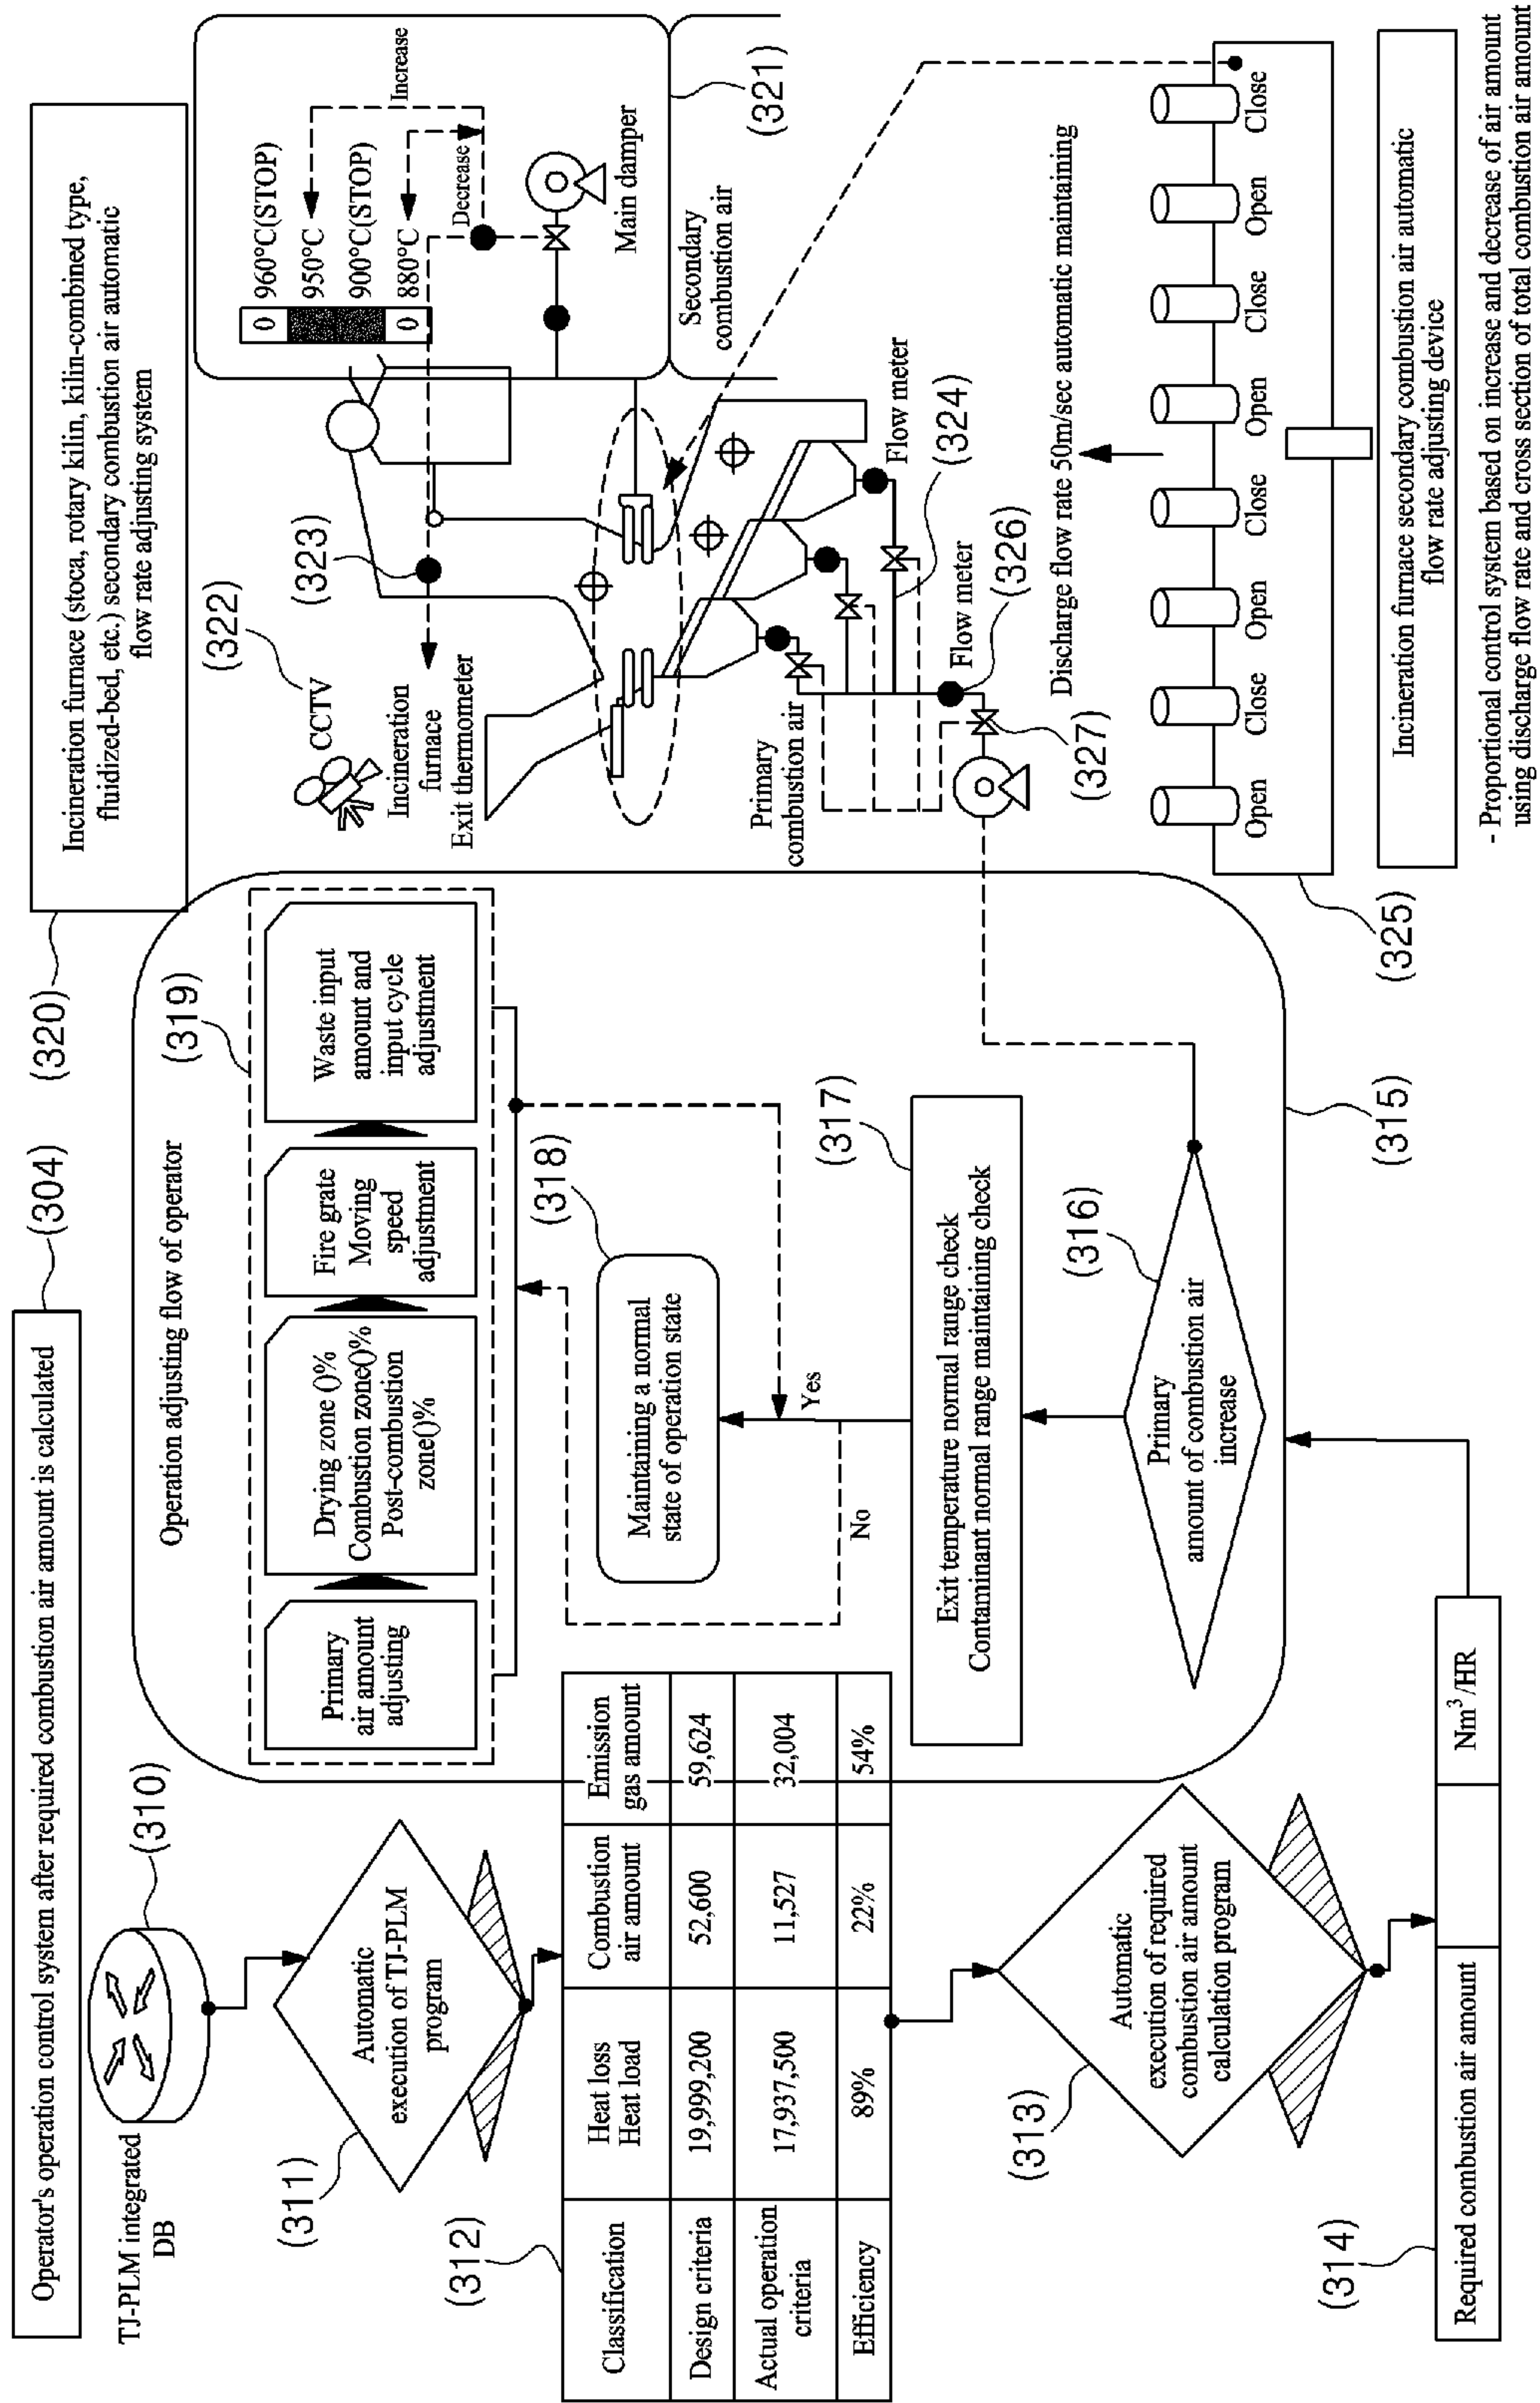 Operator's operation control system after required combustion air amount is calculated
(304)
TJ-PLM integrated
DB
(310)
(311)
Automatic
execution of TJ-PLM
program
(312)
Classification
Heat loss
Heat load
Combustion
air amount
Emission
gas amount
Design criteria
19,999,200
52,600
59,624
Actual operation
criteria
17,937,500
11,527
32,004
Efficiency
89%
22%
54%
(313)
Automatic
execution of required
combustion air amount
calculation program
(314)
Required combustion air amount
Nm³/HR
Operation adjusting flow of operator
(319)
Primary
air amount
adjusting
Drying zone ()%
Combustion zone()%
Post-combustion
zone()%
Fire grate
Moving
speed
adjustment
Waste input
amount and
input cycle
adjustment
(318)
Maintaining a normal
state of operation state
Yes
No
(317)
Exit temperature normal range check
Contaminant normal range maintaining check
(316)
Primary
amount of combustion air
increase
(315)
(320)
Incineration furnace (stoca, rotary kilin, kilin-combined type,
fluidized-bed, etc.) secondary combustion air automatic
flow rate adjusting system
(322)
CCTV
(323)
Incineration
furnace
Exit thermometer
0
960°C(STOP)
950°C
900°C(STOP)
0
880°C
Increase
Decrease
Main damper
(321)
Secondary
combustion air
Flow meter
(324)
Primary
combustion air
Flow meter
(326)
(327)
Discharge flow rate 50m/sec automatic maintaining
Open
Close
Open
Close
Open
Close
Open
Close
(325)
Incineration furnace secondary combustion air automatic
flow rate adjusting device
- Proportional control system based on increase and decrease of air amount
using discharge flow rate and cross section of total combustion air amount